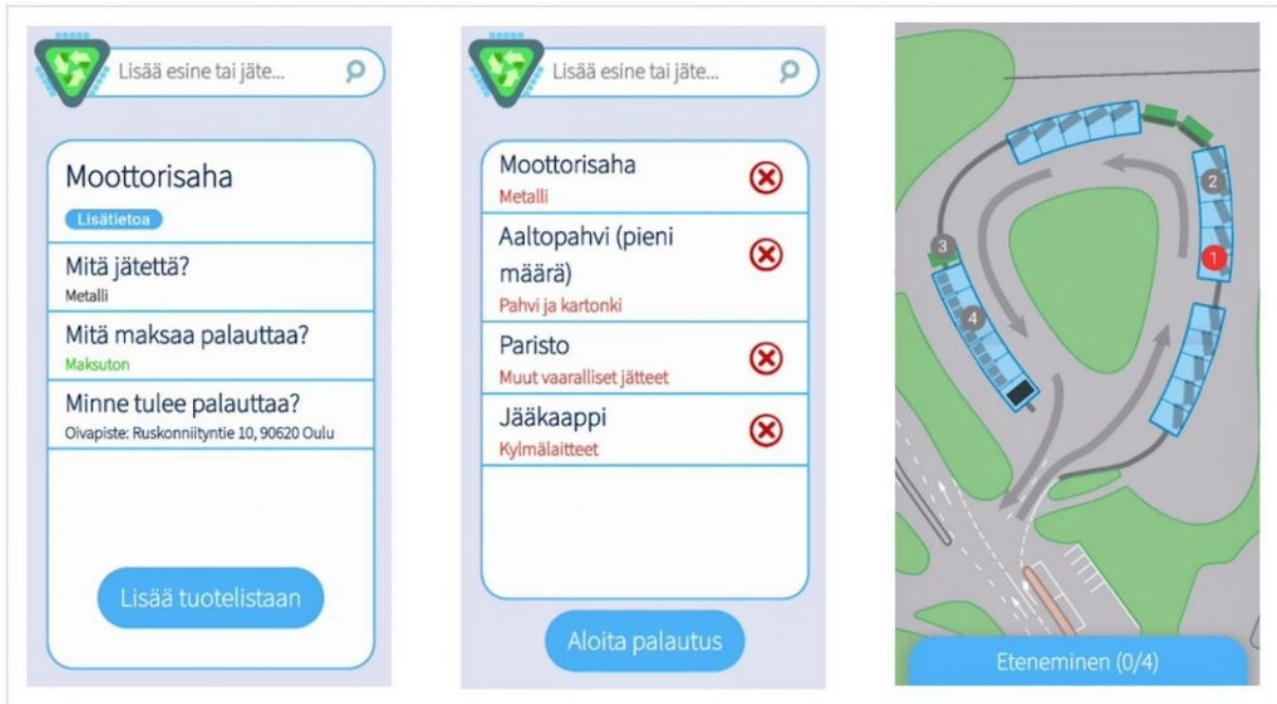 Lisää esine tai jäte...
Moottorisaha
Lisätietoa
Mitä jätettä?
Metalli
Mitä maksaa palauttaa?
Maksuton
Minne tulee palauttaa?
Oivapiste: Ruskonniityntie 10, 90620 Oulu
Lisää tuotelistaan
Lisää esine tai jäte...
Moottorisaha
Metalli
Aaltopahvi (pieni
määrä)
Pahvi ja kartonki
Paristo
Muut vaaralliset jätteet
Jääkaappi
Kylmälaitteet
Aloita palautus
2
1
3
4
Eteneminen (0/4)